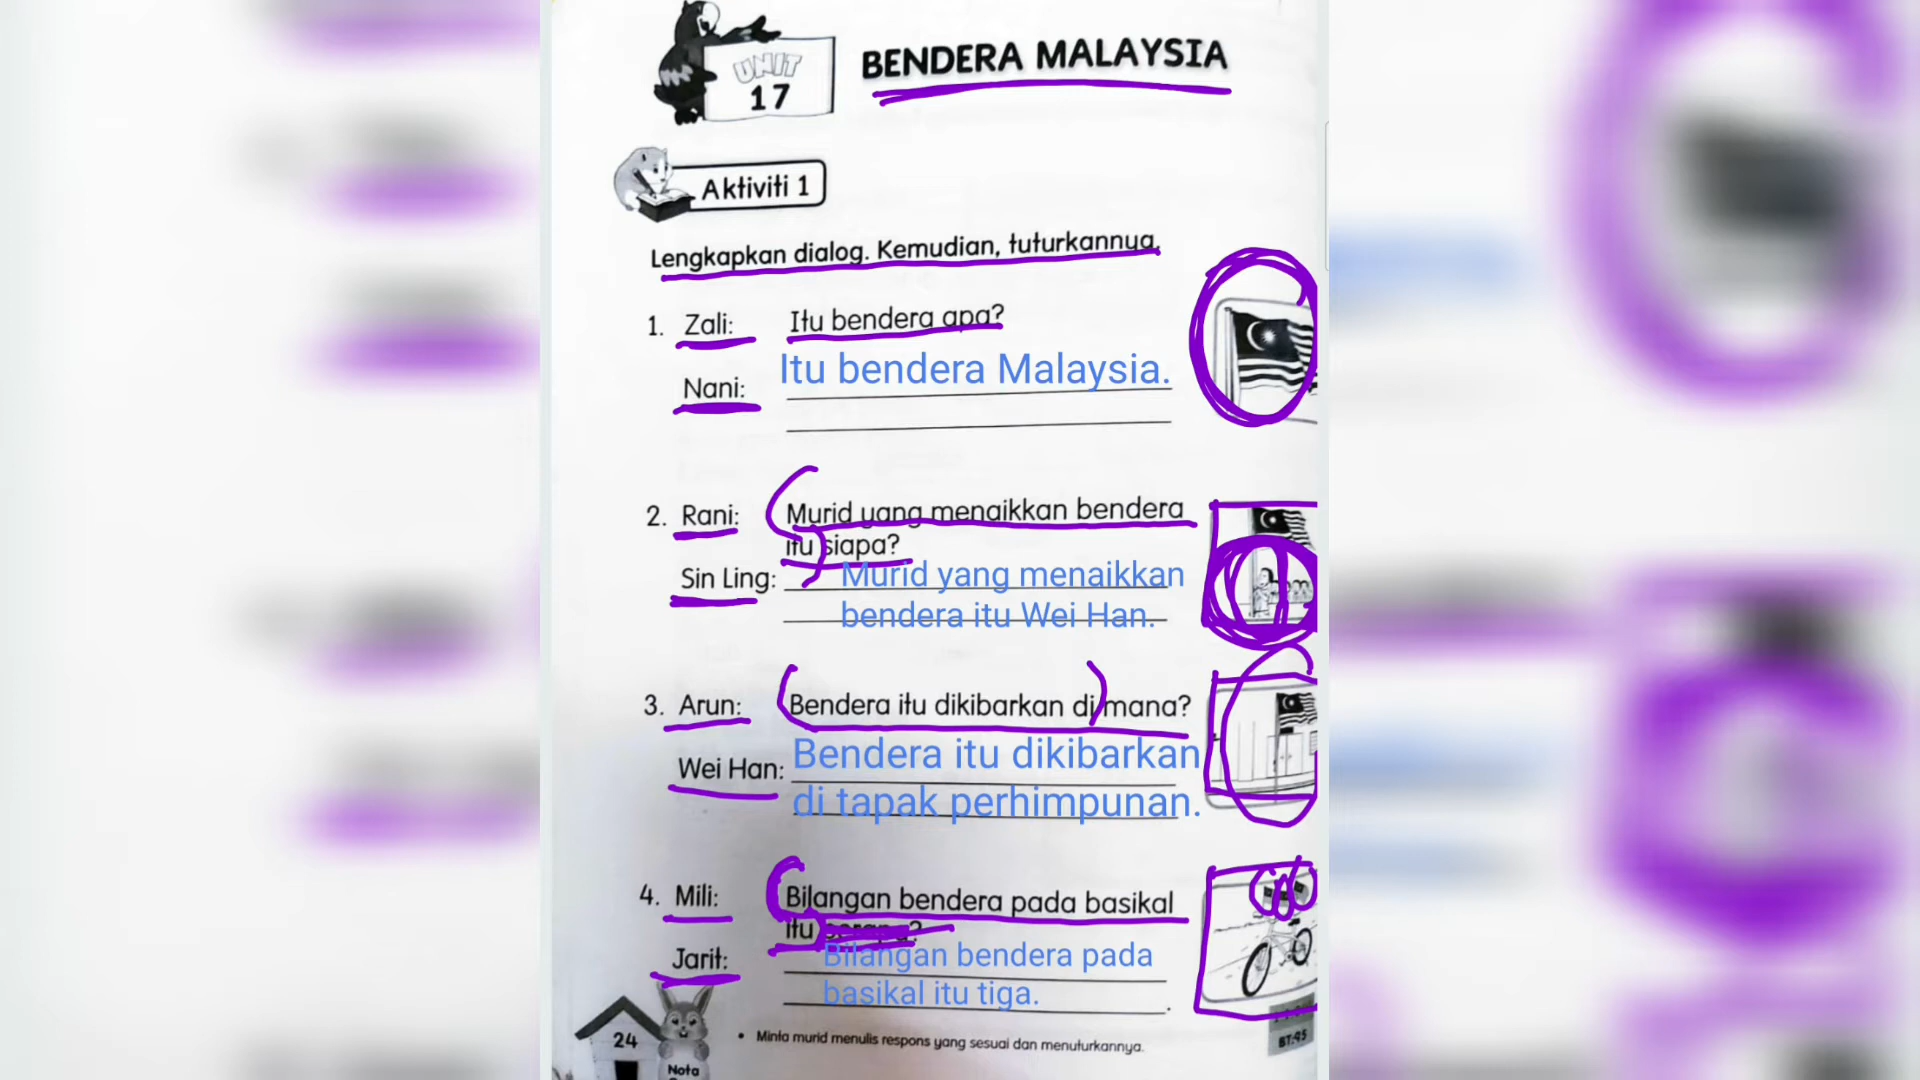 UNIT
17
BENDERA MALAYSIA
Aktiviti 1
Lengkapkan dialog. Kemudian, tuturkannya.
1. Zali: Itu bendera apa?
Nani: Itu bendera Malaysia.
2. Rani: Murid yang menaikkan bendera
itu siapa?
Sin Ling: Murid yang menaikkan
bendera itu Wei Han.
3. Arun: Bendera itu dikibarkan di mana?
Wei Han: Bendera itu dikibarkan
di tapak perhimpunan.
4. Mili: Bilangan bendera pada basikal
itu berapa?
Jarit: Bilangan bendera pada
basikal itu tiga.
.
24
• Minta murid menulis respons yang sesuai dan menuturkannya.
BT:95
Nota